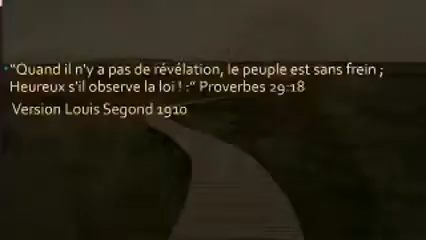 "Quand il n'y a pas de révélation, le peuple est sans frein ;
Heureux s'il observe la loi ! :" Proverbes 29:18
Version Louis Segond 1910